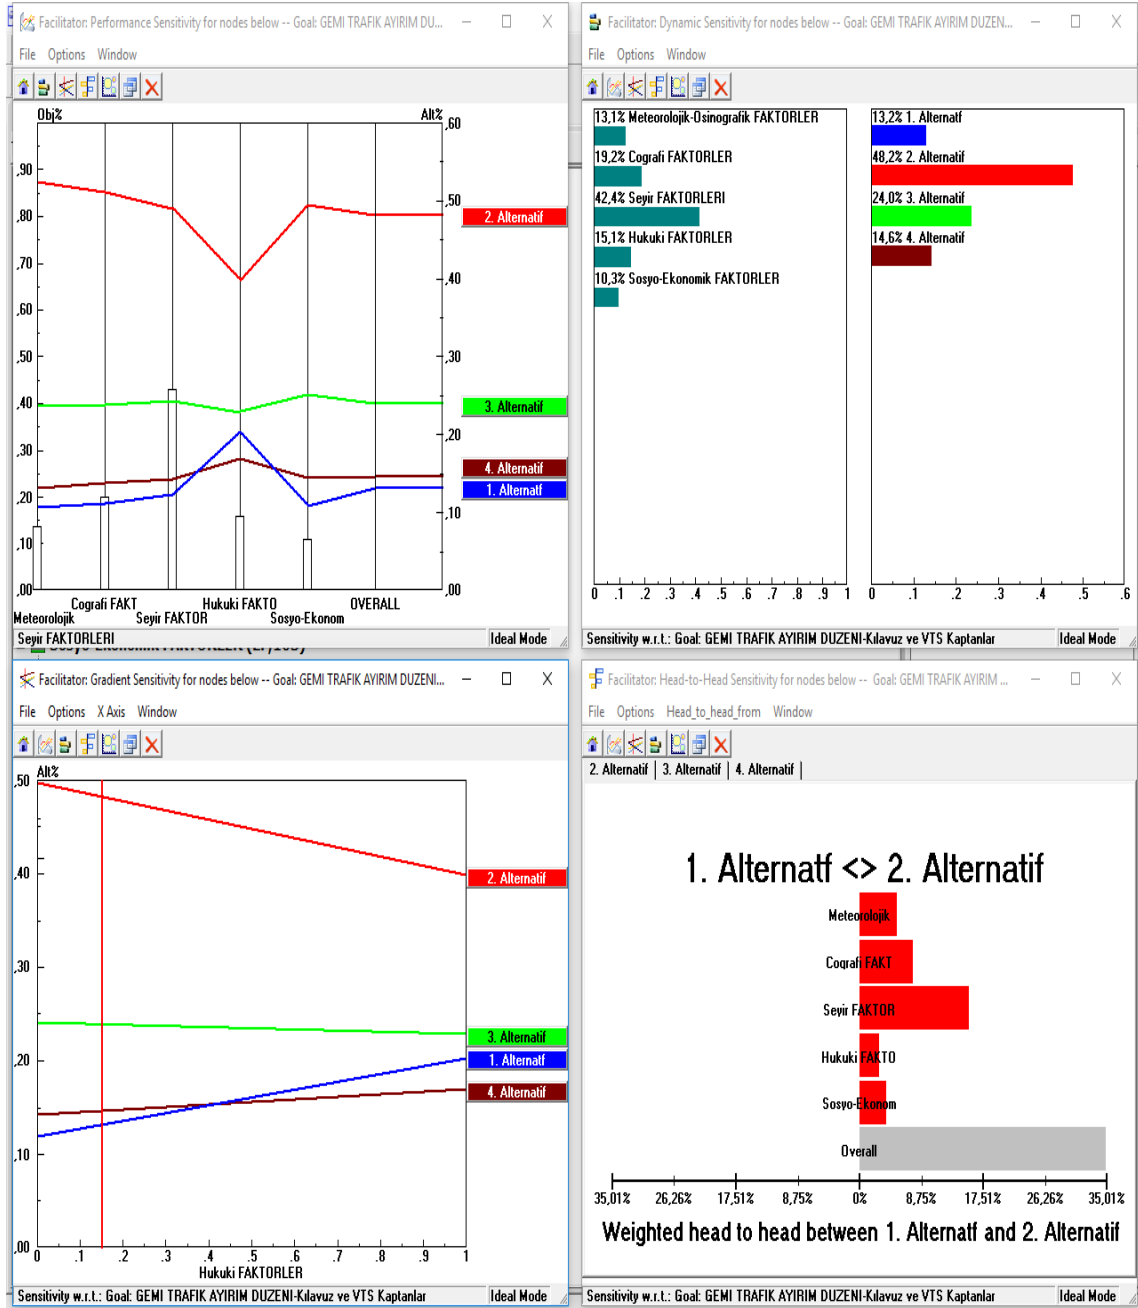 Facilitator: Performance Sensitivity for nodes below -- Goal: GEMI TRAFIK AYIRIM DU...
File Options Window
Obj%
Alt%
,90
,80
,70
,60
,50
,40
,30
,20
,10
,00
,60
,50
,40
,30
,20
,10
,00
2. Alternatif
3. Alternatif
4. Alternatif
1. Alternatf
Cografi FAKT Hukuki FAKTO OVERALL
Meteorolojik Seyir FAKTOR Sosyo-Ekonom
Seyir FAKTORLERI Ideal Mode
Facilitator: Dynamic Sensitivity for nodes below -- Goal: GEMI TRAFIK AYIRIM DUZEN...
File Options Window
13,1% Meteorolojik-Osinografik FAKTORLER
19,2% Cografi FAKTORLER
42,4% Seyir FAKTORLERI
15,1% Hukuki FAKTORLER
10,3% Sosyo-Ekonomik FAKTORLER
0 .1 .2 .3 .4 .5 .6 .7 .8 .9 1
13,2% 1. Alternatf
48,2% 2. Alternatif
24,0% 3. Alternatif
14,6% 4. Alternatif
0 .1 .2 .3 .4 .5 .6
Sensitivity w.r.t.: Goal: GEMI TRAFIK AYIRIM DUZENI-Kılavuz ve VTS Kaptanlar Ideal Mode
Facilitator: Gradient Sensitivity for nodes below -- Goal: GEMI TRAFIK AYIRIM DUZENI...
File Options X Axis Window
Alt%
,50
,40
,30
,20
,10
,00
2. Alternatif
3. Alternatif
1. Alternatf
4. Alternatif
0 .1 .2 .3 .4 .5 .6 .7 .8 .9 1
Hukuki FAKTORLER
Sensitivity w.r.t.: Goal: GEMI TRAFIK AYIRIM DUZENI-Kılavuz ve VTS Kaptanlar Ideal Mode
Facilitator: Head-to-Head Sensitivity for nodes below -- Goal: GEMI TRAFIK AYIRIM ...
File Options Head_to_head_from Window
2. Alternatif | 3. Alternatif | 4. Alternatif |
1. Alternatf <> 2. Alternatif
Meteorolojik
Cografi FAKT
Seyir FAKTOR
Hukuki FAKTO
Sosyo-Ekonom
Overall
35,01% 26,26% 17,51% 8,75% 0% 8,75% 17,51% 26,26% 35,01%
Weighted head to head between 1. Alternatf and 2. Alternatif
Sensitivity w.r.t.: Goal: GEMI TRAFIK AYIRIM DUZENI-Kılavuz ve VTS Kaptanlar Ideal Mode